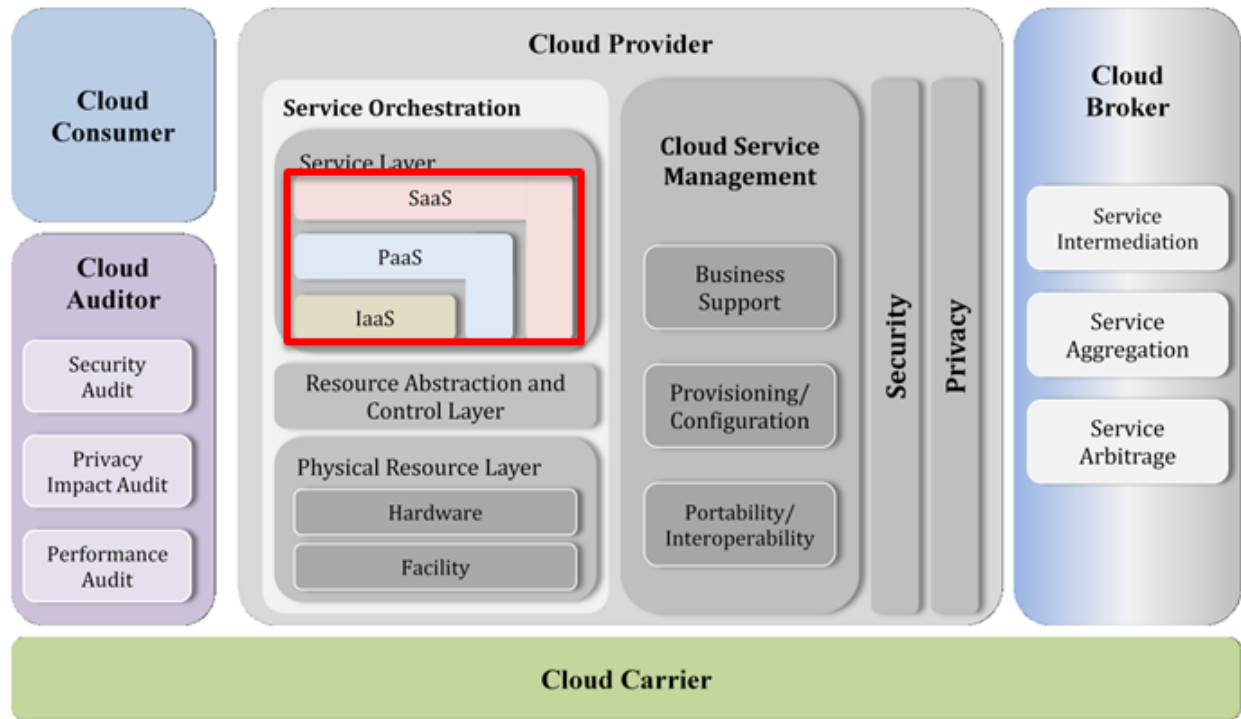 Cloud
Consumer
Cloud
Auditor
Security
Audit
Privacy
Impact Audit
Performance
Audit
Cloud Provider
Service Orchestration
Service Layer
SaaS
PaaS
IaaS
Resource Abstraction and
Control Layer
Physical Resource Layer
Hardware
Facility
Cloud Service
Management
Business
Support
Provisioning/
Configuration
Portability/
Interoperability
Security
Privacy
Cloud
Broker
Service
Intermediation
Service
Aggregation
Service
Arbitrage
Cloud Carrier